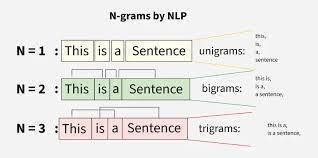 N-grams by NLP
N = 1 : This is a Sentence unigrams: this,
is,
a,
sentence
N = 2 : This is a Sentence bigrams: this is,
is a,
a sentence,
N = 3 : This is a Sentence trigrams: this is a,
is a sentence,